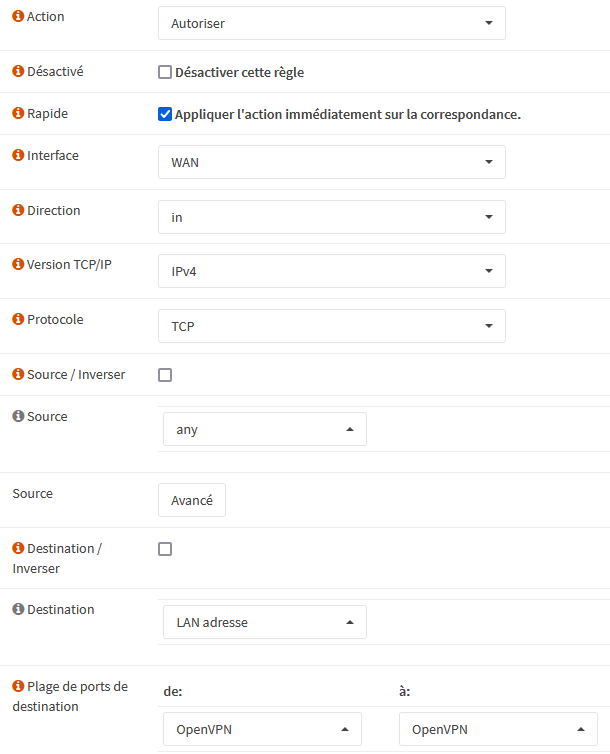 Action
Autoriser
Désactivé
Désactiver cette règle
Rapide
Appliquer l'action immédiatement sur la correspondance.
Interface
WAN
Direction
in
Version TCP/IP
IPv4
Protocole
TCP
Source / Inverser
Source
any
Source
Avancé
Destination /
Inverser
Destination
LAN adresse
Plage de ports de
destination
de:
à:
OpenVPN
OpenVPN